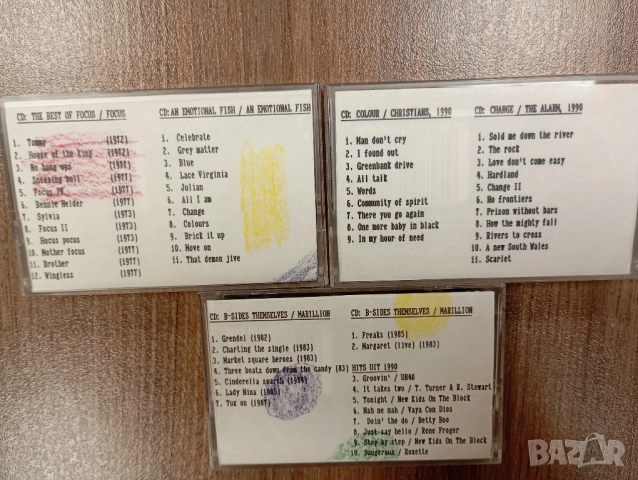 CD: THE BEST OF FOCUS / FOCUS
1. Tommy (1972)
2. House of the king (1972)
3. No hang ups (1977)
4. Speeding bull (1977)
5. Focus IV (1977)
6. Bennie Helder (1977)
7. Sylvia (1973)
8. Focus II (1973)
9. Hocus pocus (1973)
10. Mother focus (1977)
11. Brother (1977)
12. Wingless (1977)
CD: AN EMOTIONAL FISH / AN EMOTIONAL FISH
1. Celebrate
2. Grey matter
3. Blue
4. Lace Virginia
5. Julian
6. All I am
7. Change
8. Colours
9. Brick it up
10. Move on
11. That demon jive
CD: COLOUR / CHRISTIANS, 1990
1. Man don't cry
2. I found out
3. Greenbank drive
4. All talk
5. Words
6. Community of spirit
7. There you go again
8. One more baby in black
9. In my hour of need
CD: CHANGE / THE ALARM, 1990
1. Sold me down the river
2. The rock
3. Love don't come easy
4. Hardland
5. Change II
6. No frontiers
7. Prison without bars
8. How the mighty fall
9. Rivers to cross
10. A new South Wales
11. Scarlet
CD: B-SIDES THEMSELVES / MARILLION
1. Grendel (1982)
2. Charting the single (1983)
3. Market square heroes (1983)
4. Three boats down from the candy (83)
5. Cinderella search (1984)
6. Lady Nina (1985)
7. Tux on (1987)
CD: B-SIDES THEMSELVES / MARILLION
1. Freaks (1985)
2. Margaret (live) (1983)
HITS UIT 1990
3. Groovin' / UB40
4. It takes two / T. Turner & R. Stewart
5. Tonight / New Kids On The Block
6. Nah ne nah / Vaya Con Dios
7. Doin' the do / Betty Boo
8. Just say hello / Rene Froger
9. Step by step / New Kids On The Block
10. Dangerous / Roxette
BAZAR
bg